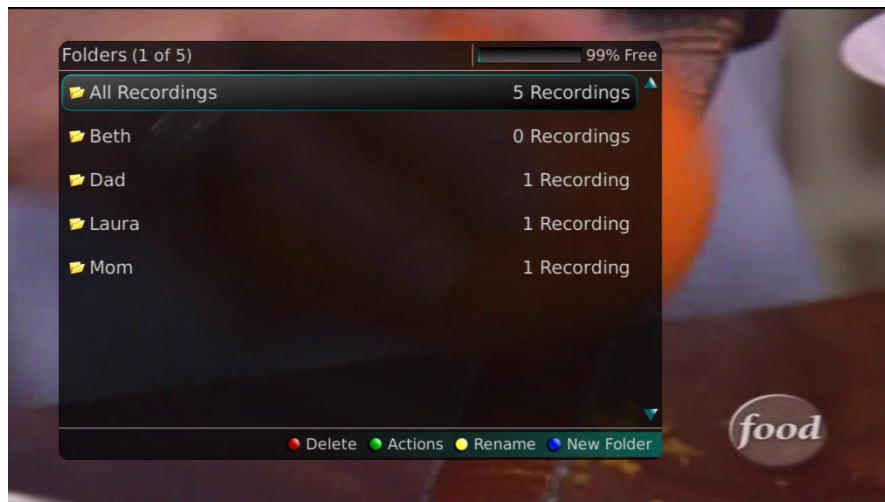 Folders (1 of 5) 99% Free
All Recordings 5 Recordings
Beth 0 Recordings
Dad 1 Recording
Laura 1 Recording
Mom 1 Recording
Delete Actions Rename New Folder
food